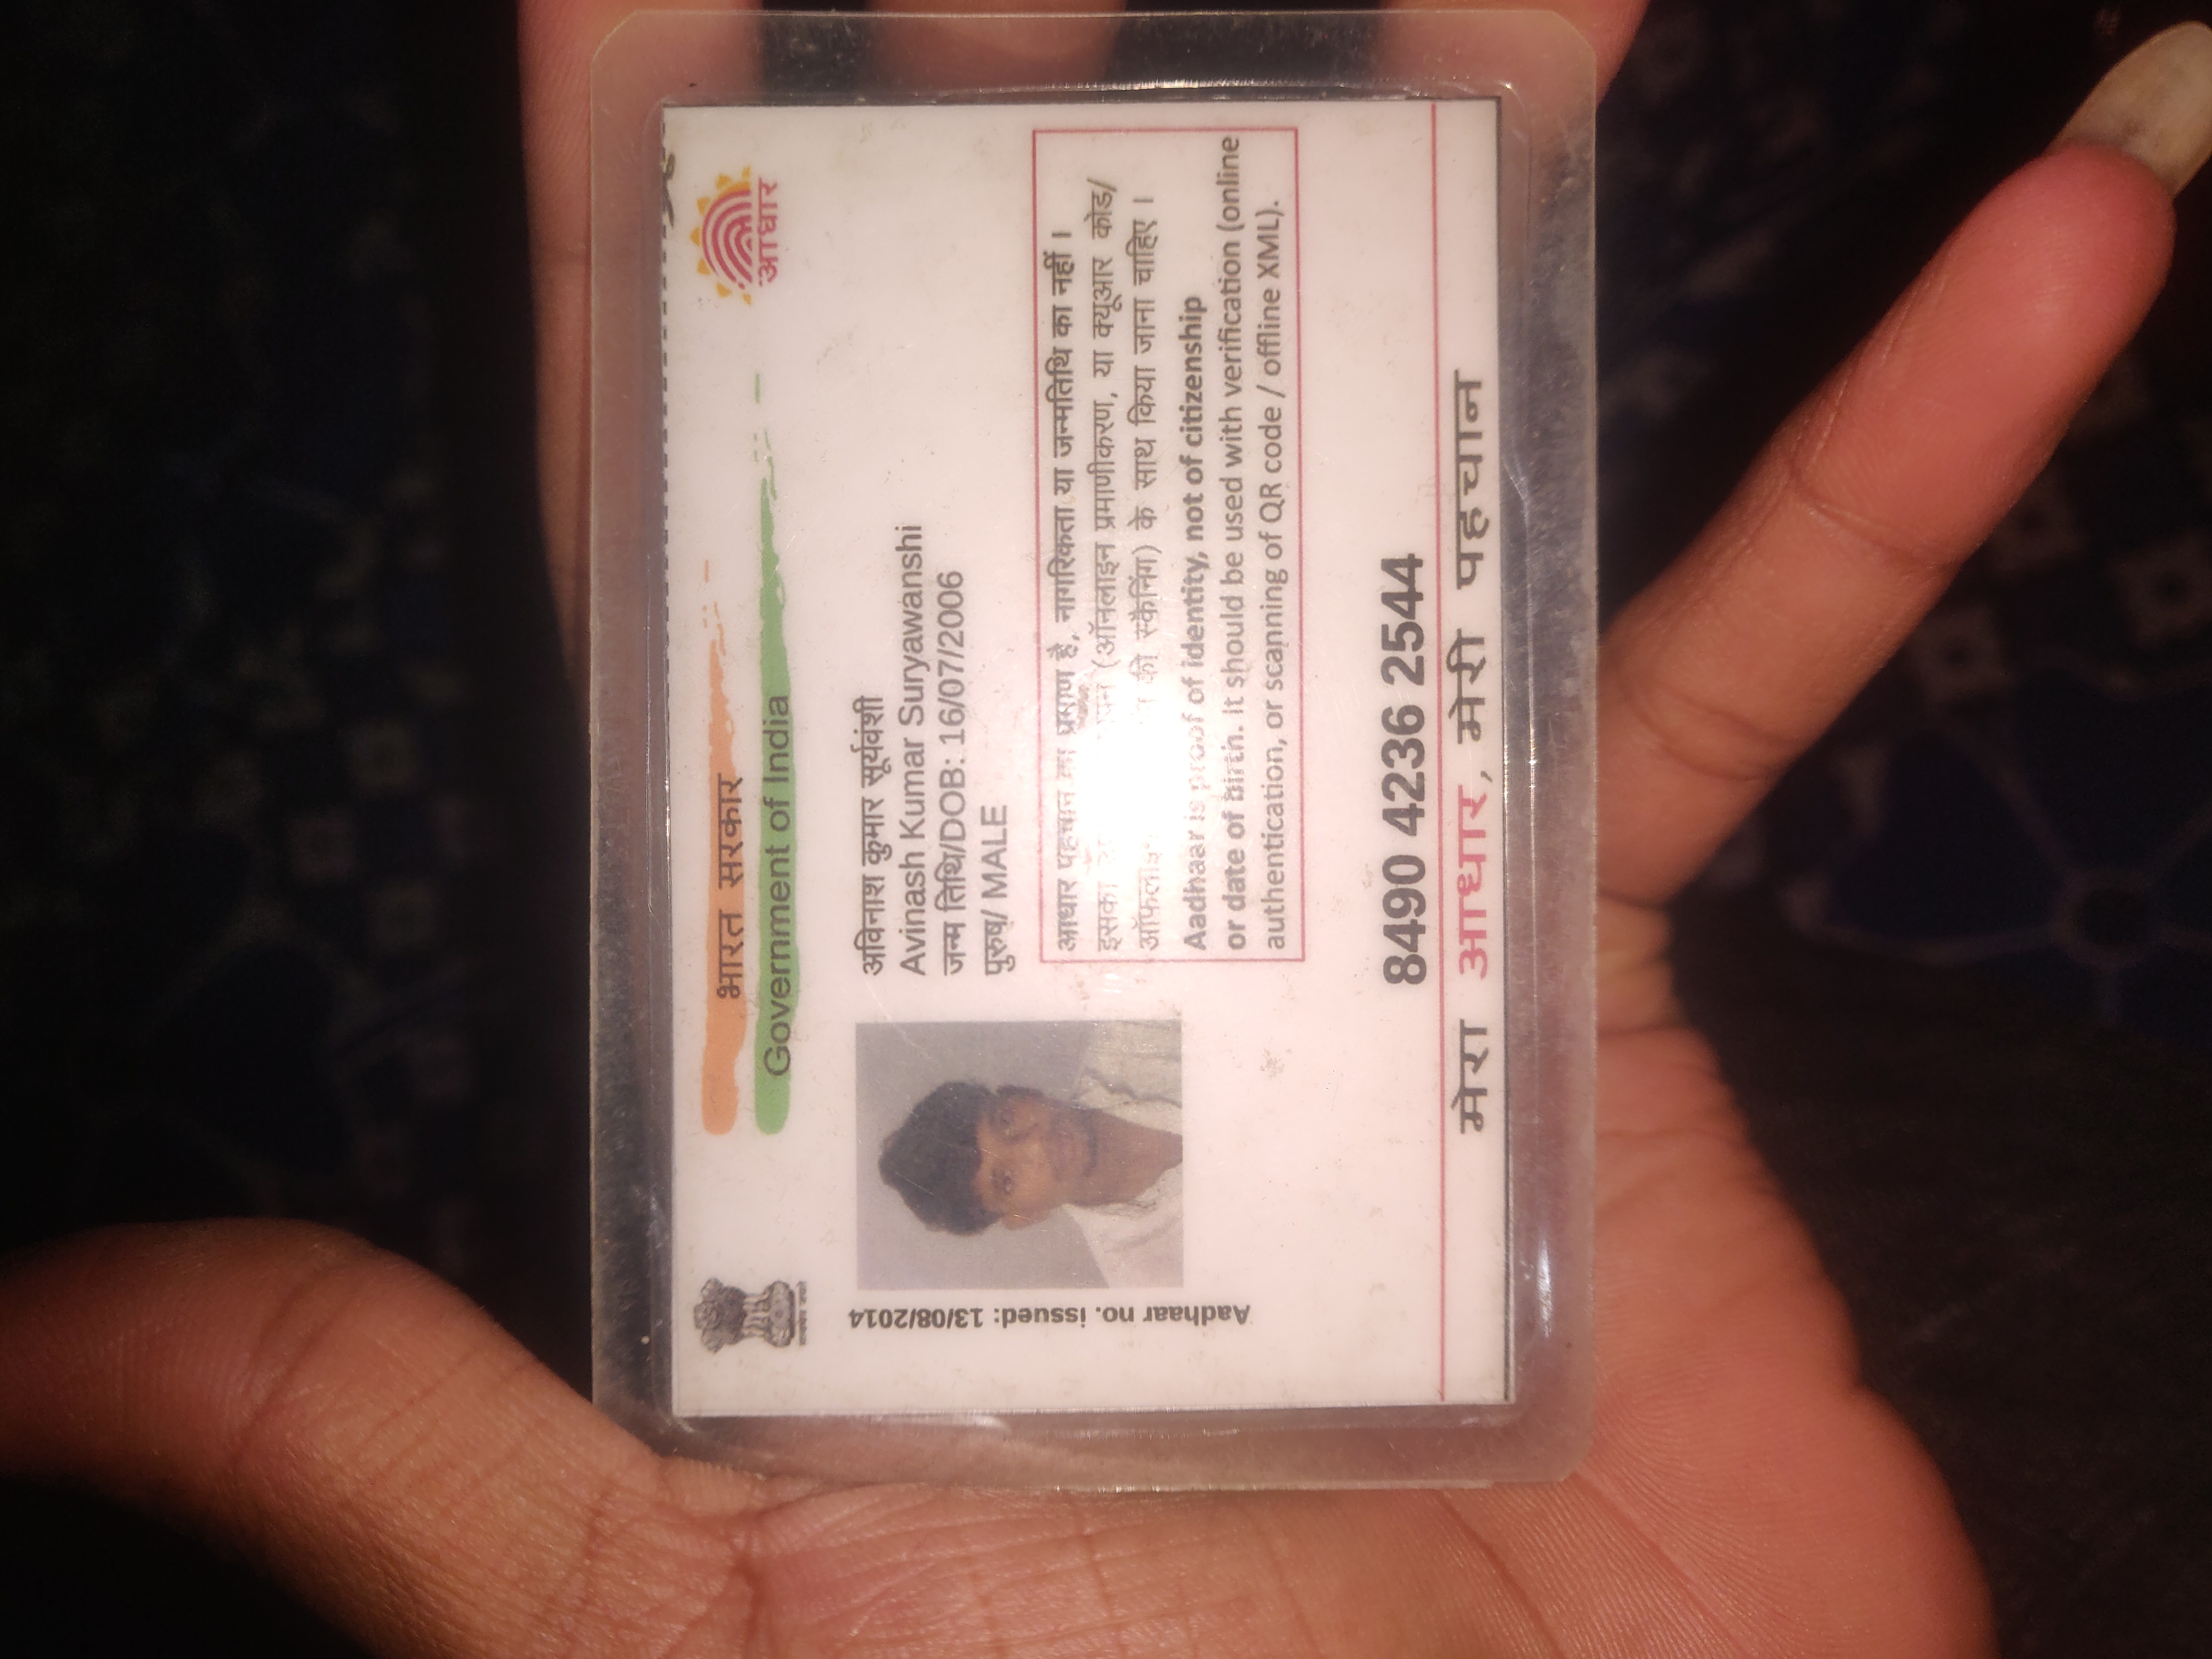 भारत सरकार
Government of India
आधार
अविनाश कुमार सूर्यवंशी
Avinash Kumar Suryawanshi
जन्म तिथि/DOB: 16/07/2006
पुरुष/ MALE
Aadhaar no. issued: 13/08/2014
आधार पहचान का प्रमाण है, नागरिकता या जन्मतिथि का नहीं ।
इसका (ऑनलाइन प्रमाणीकरण, या क्यूआर कोड/
की स्कैनिंग) के साथ किया जाना चाहिए ।
Aadhaar is proof of identity, not of citizenship
or date of birth. It should be used with verification (online
authentication, or scanning of QR code / offline XML).
8490 4236 2544
मेरा आधार, मेरी पहचान